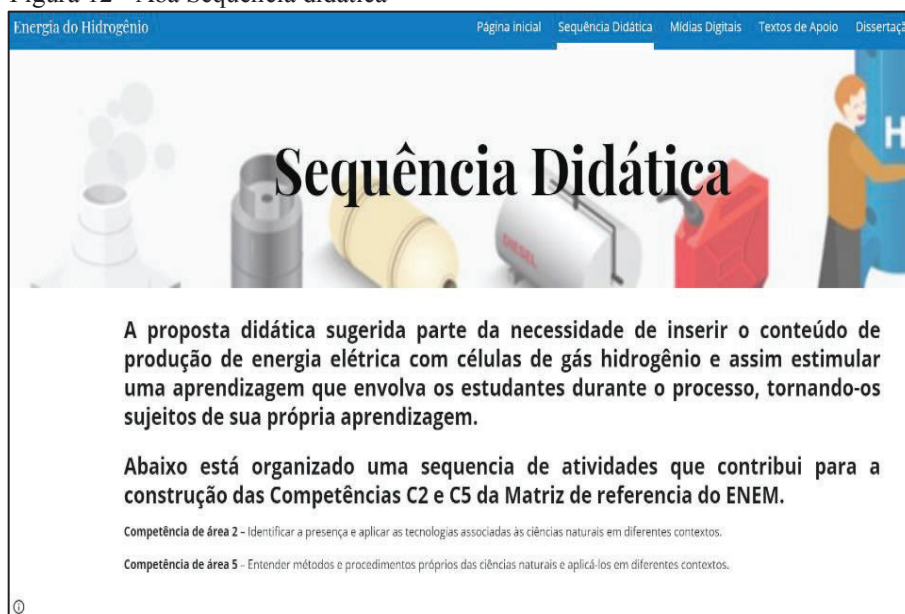 Figura 12 - Aba Sequência didática
Energia do Hidrogênio
Página inicial Sequência Didática Mídias Digitais Textos de Apoio Dissertaçã
Sequência Didática
DIESEL
H
A proposta didática sugerida parte da necessidade de inserir o conteúdo de
produção de energia elétrica com células de gás hidrogênio e assim estimular
uma aprendizagem que envolva os estudantes durante o processo, tornando-os
sujeitos de sua própria aprendizagem.
Abaixo está organizado uma sequencia de atividades que contribui para a
construção das Competências C2 e C5 da Matriz de referencia do ENEM.
Competência de área 2 – Identificar a presença e aplicar as tecnologias associadas às ciências naturais em diferentes contextos.
Competência de área 5 – Entender métodos e procedimentos próprios das ciências naturais e aplicá-los em diferentes contextos.